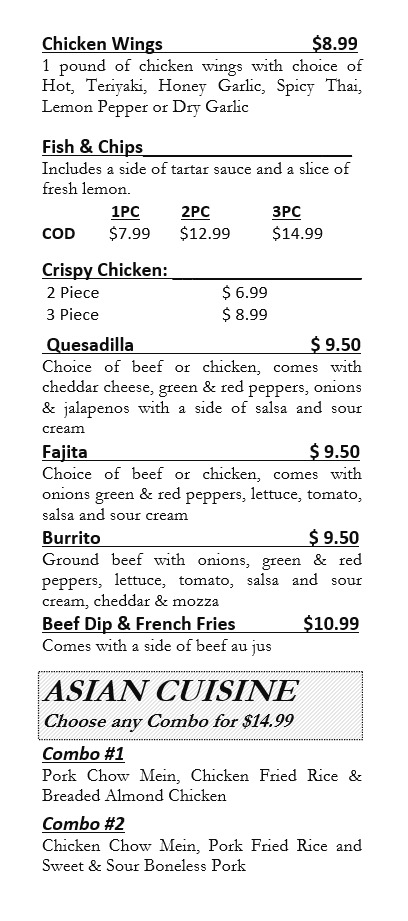 Chicken Wings $8.99
1 pound of chicken wings with choice of
Hot, Teriyaki, Honey Garlic, Spicy Thai,
Lemon Pepper or Dry Garlic
Fish & Chips
Includes a side of tartar sauce and a slice of
fresh lemon.
1PC 2PC 3PC
COD $7.99 $12.99 $14.99
Crispy Chicken:
2 Piece $ 6.99
3 Piece $ 8.99
Quesadilla $ 9.50
Choice of beef or chicken, comes with
cheddar cheese, green & red peppers, onions
& jalapenos with a side of salsa and sour
cream
Fajita $ 9.50
Choice of beef or chicken, comes with
onions green & red peppers, lettuce, tomato,
salsa and sour cream
Burrito $ 9.50
Ground beef with onions, green & red
peppers, lettuce, tomato, salsa and sour
cream, cheddar & mozza
Beef Dip & French Fries $10.99
Comes with a side of beef au jus
ASIAN CUISINE
Choose any Combo for $14.99
Combo #1
Pork Chow Mein, Chicken Fried Rice &
Breaded Almond Chicken
Combo #2
Chicken Chow Mein, Pork Fried Rice and
Sweet & Sour Boneless Pork